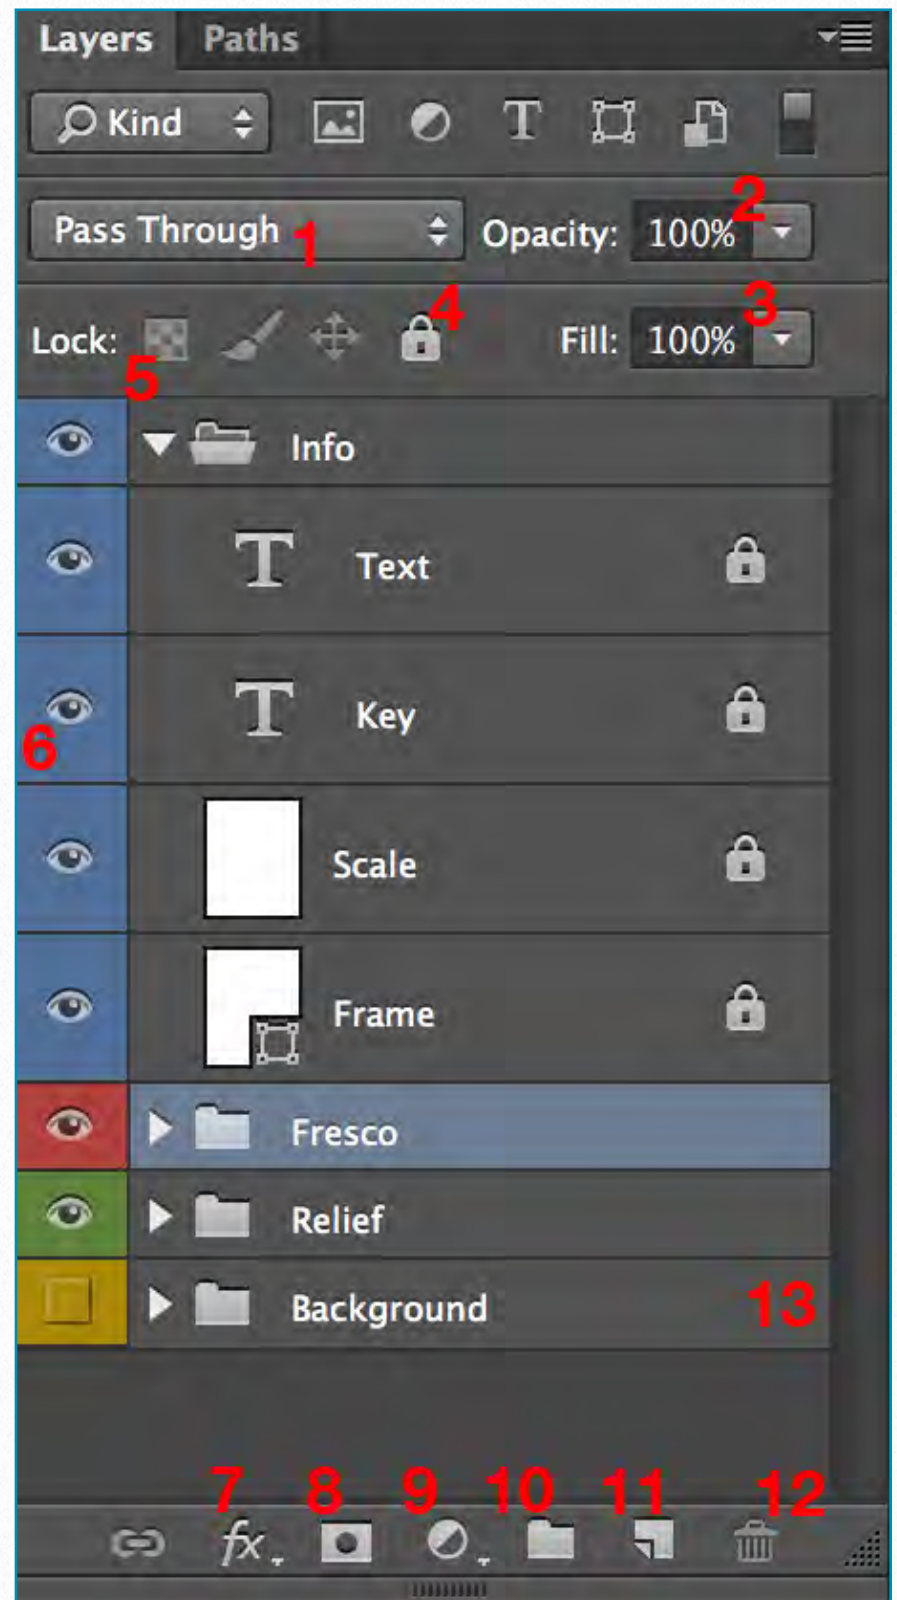 Layers Paths
Kind T
Pass Through 1 Opacity: 100% 2
Lock: 4 Fill: 100% 3
5
Info
T Text
T Key
6
Scale
Frame
Fresco
Relief
Background 13
7 8 9 10 11 12
fx